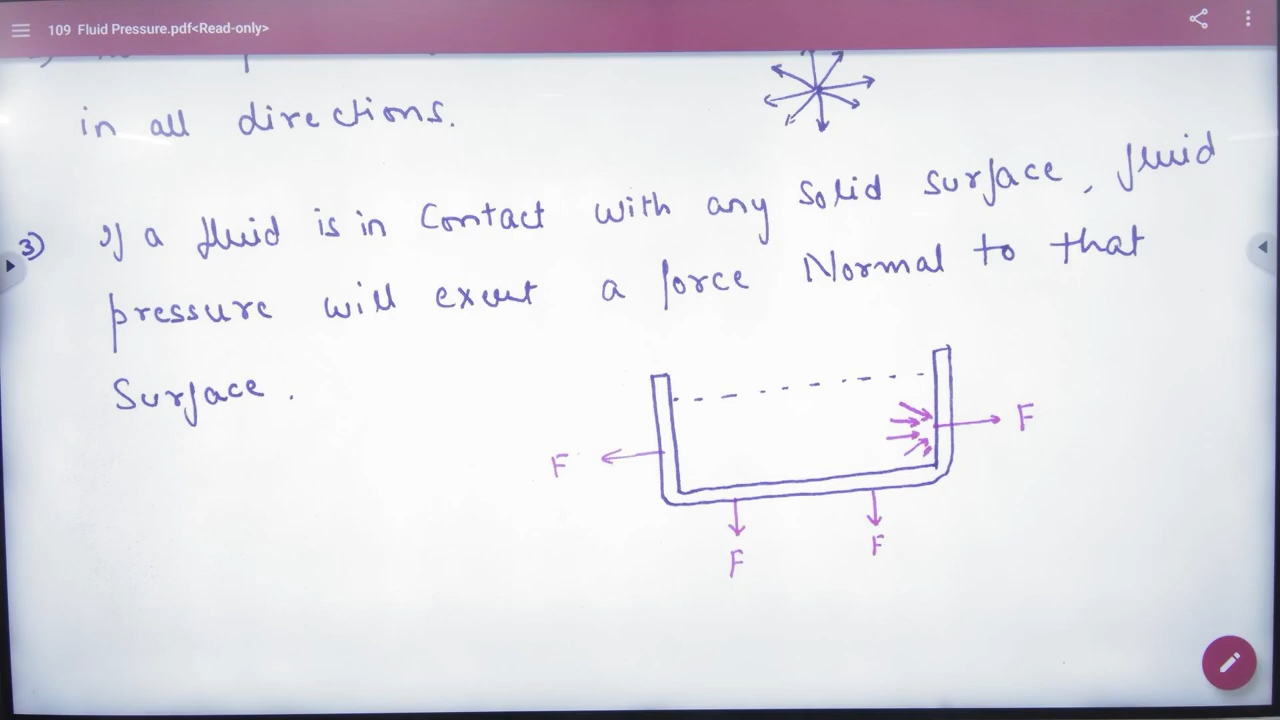 109 Fluid Pressure.pdf<Read-only>
in all directions.
3) If a fluid is in Contact with any Solid surface, fluid
pressure will exert a force Normal to that
Surface.
F
F
F
F